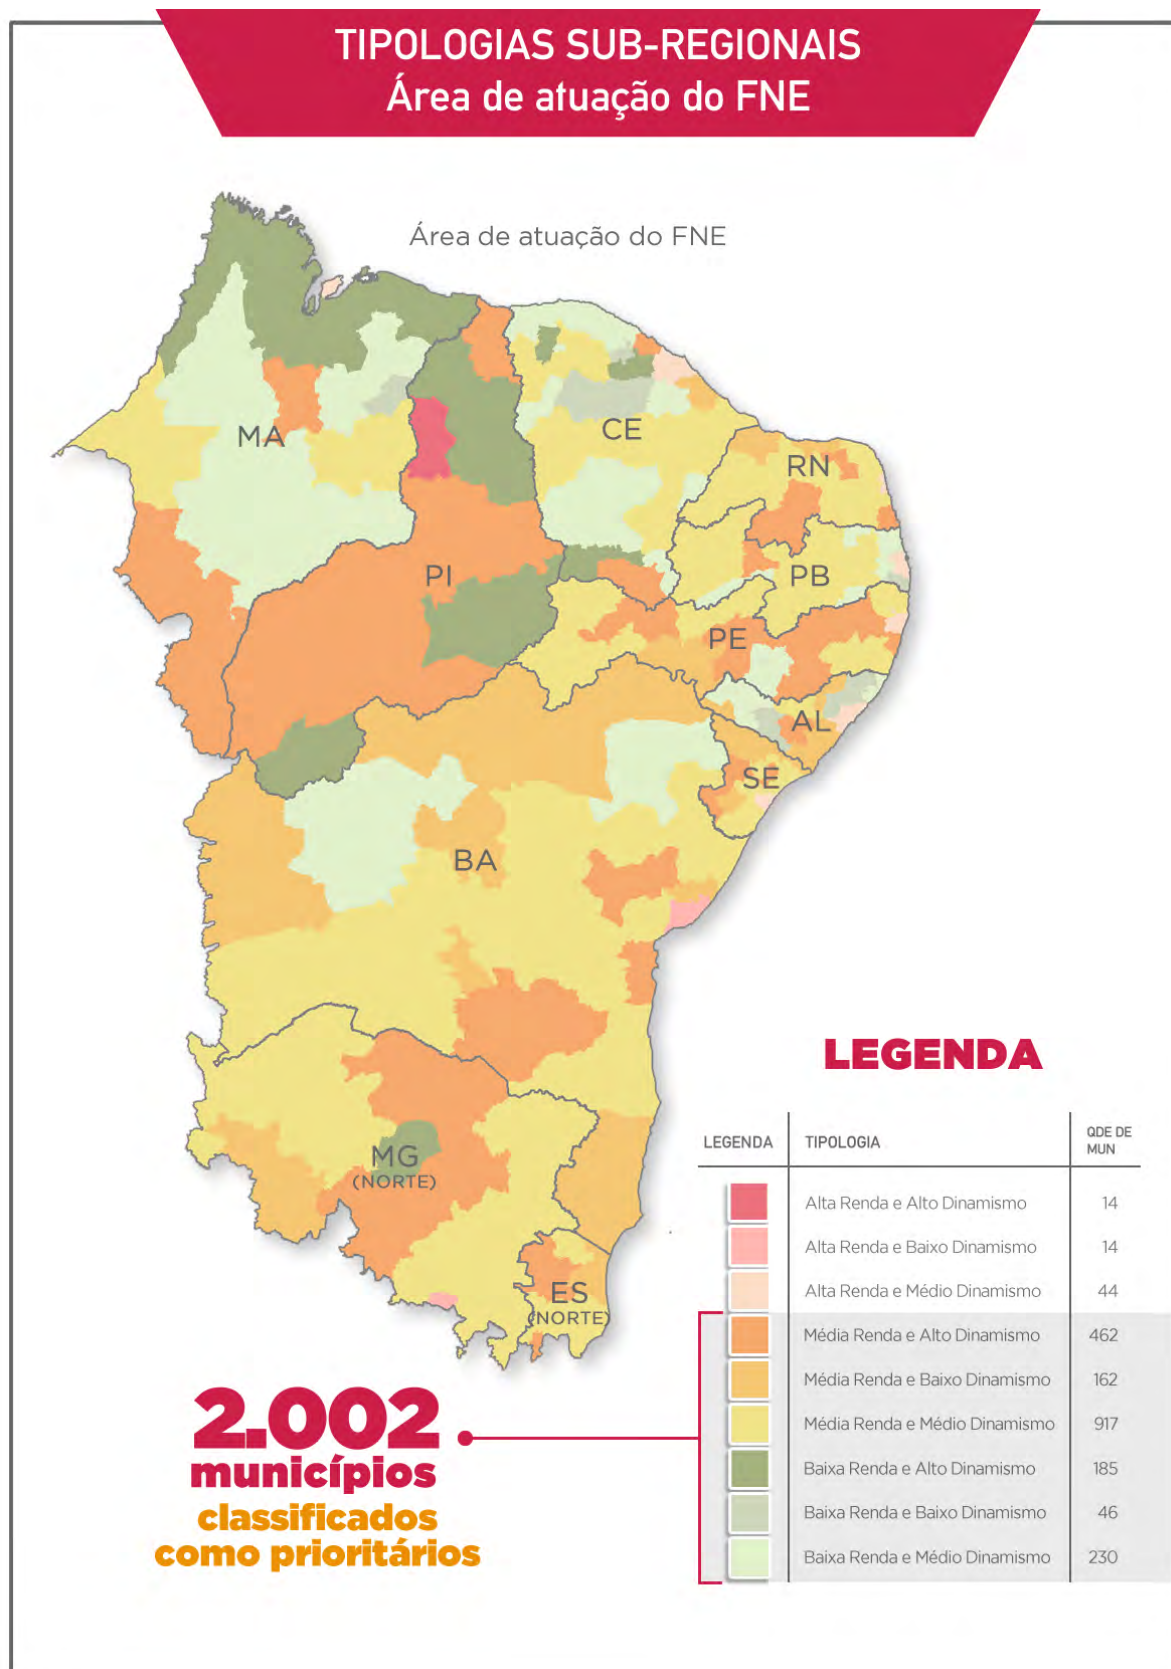 TIPOLOGIAS SUB-REGIONAIS
Área de atuação do FNE
Área de atuação do FNE
MA
CE
RN
PI
PB
PE
AL
SE
BA
MG
(NORTE)
ES
(NORTE)
LEGENDA
LEGENDA TIPOLOGIA QDE DE MUN
Alta Renda e Alto Dinamismo 14
Alta Renda e Baixo Dinamismo 14
Alta Renda e Médio Dinamismo 44
Média Renda e Alto Dinamismo 462
Média Renda e Baixo Dinamismo 162
Média Renda e Médio Dinamismo 917
Baixa Renda e Alto Dinamismo 185
Baixa Renda e Baixo Dinamismo 46
Baixa Renda e Médio Dinamismo 230
2.002
municípios
classificados
como prioritários